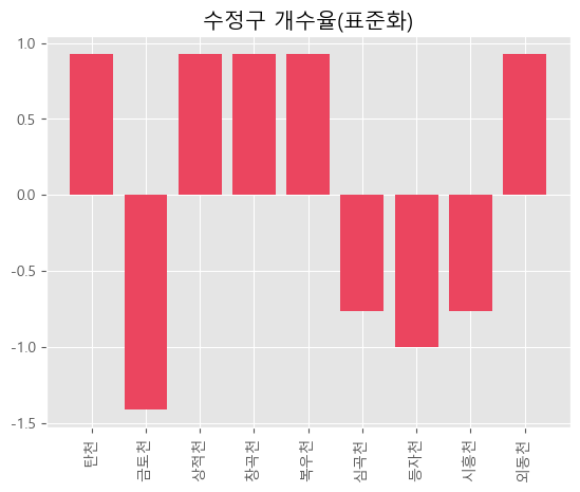 수정구 개수율(표준화)
1.0
0.5
0.0
-0.5
-1.0
-1.5
탄천
금토천
상적천
창곡천
복우천
심곡천
등자천
시흥천
외동천